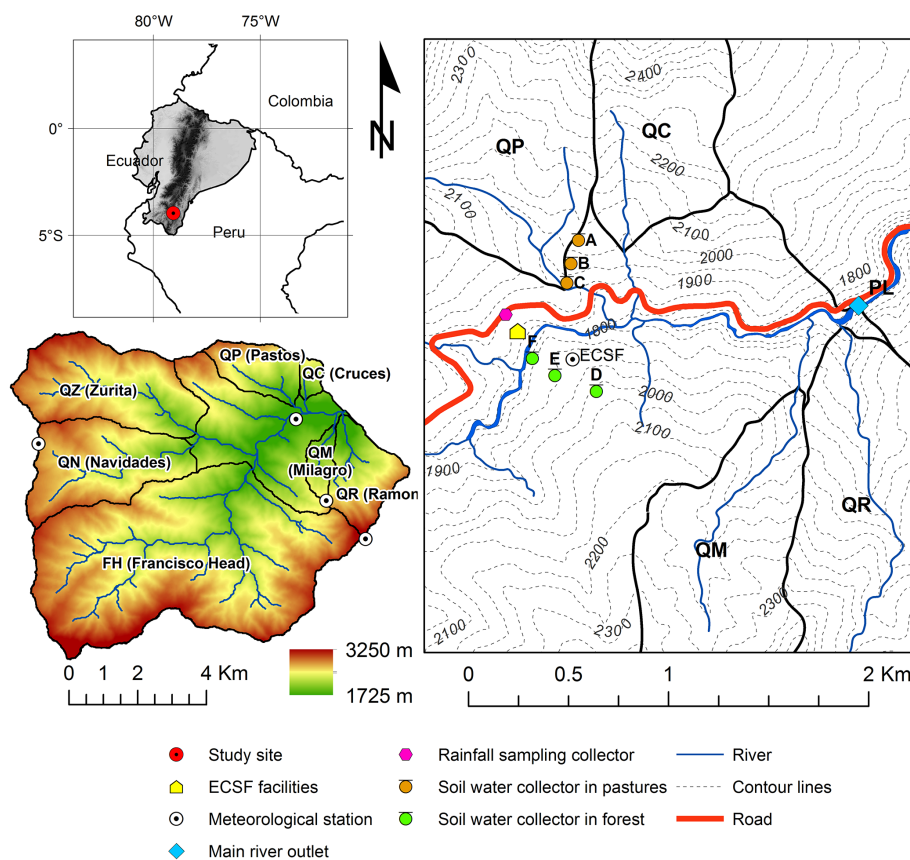 80°W
75°W
Colombia
0°
Ecuador
5°S
Peru
N
QP (Pastos)
QC (Cruces)
QZ (Zurita)
QN (Navidades)
QM
(Milagro)
QR (Ramon
FH (Francisco Head)
0 1 2 4 Km
3250 m
1725 m
2300
2400
QP
QC
2200
2100
A
2100
B
2000
C
1900
1800
PL
1800
F
E
ECSF
D
2000
2100
1900
QR
2200
QM
2300
2100
2300
0 0.5 1 2 KM
Study site
Rainfall sampling collector
River
ECSF facilities
Soil water collector in pastures
Contour lines
Meteorological station
Soil water collector in forest
Road
Main river outlet